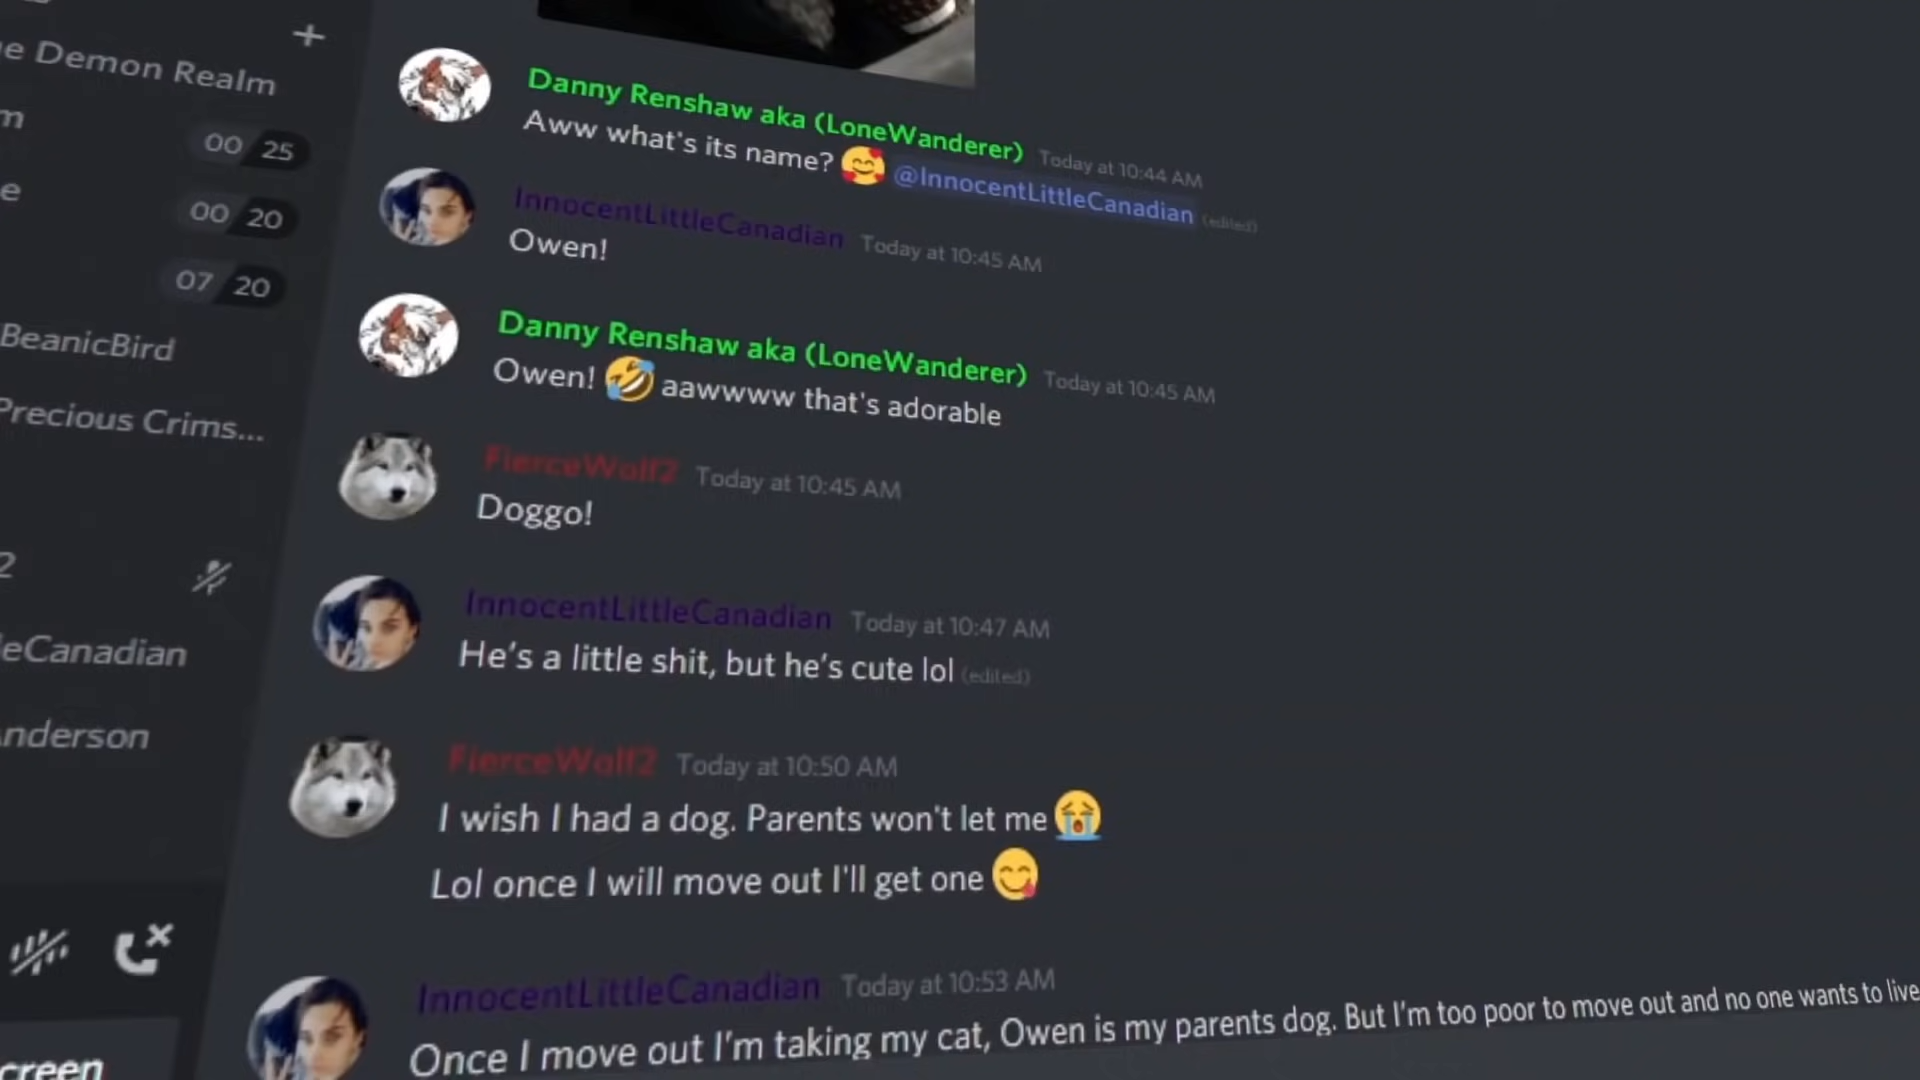 e Demon Realm
m
00 25
e
00 20
07 20
BeanicBird
Precious Crims...
2
leCanadian
Anderson
creen
Danny Renshaw aka (LoneWanderer) Today at 10:44 AM
Aww what's its name? 🥰 @InnocentLittleCanadian (edited)
InnocentLittleCanadian Today at 10:45 AM
Owen!
Danny Renshaw aka (LoneWanderer) Today at 10:45 AM
Owen! 🤣 aawwww that's adorable
FierceWolf2 Today at 10:45 AM
Doggo!
InnocentLittleCanadian Today at 10:47 AM
He's a little shit, but he's cute lol (edited)
FierceWolf2 Today at 10:50 AM
I wish I had a dog. Parents won't let me 😭
Lol once I will move out I'll get one 😋
InnocentLittleCanadian Today at 10:53 AM
Once I move out I'm taking my cat, Owen is my parents dog. But I'm too poor to move out and no one wants to live